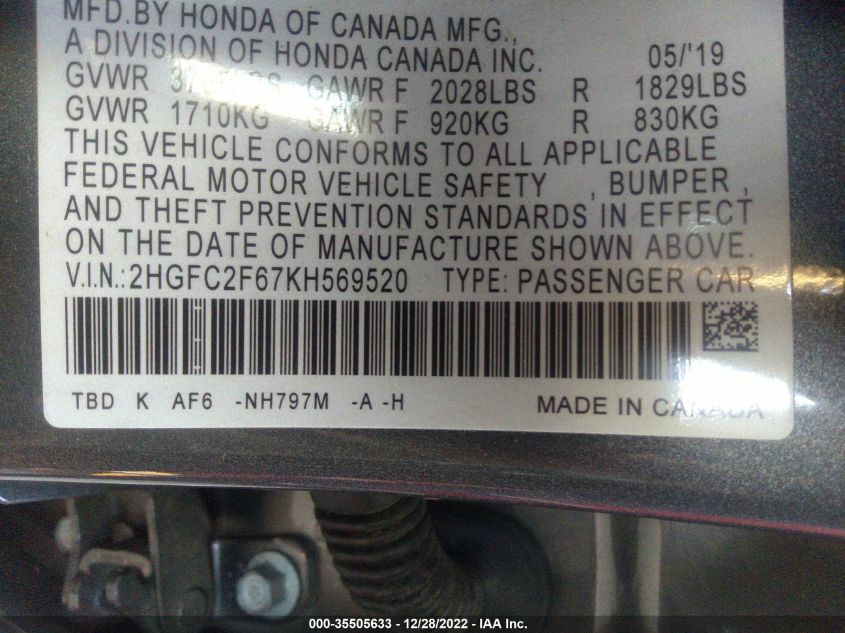 MFD. BY HONDA OF CANADA MFG.,
A DIVISION OF HONDA CANADA INC. 05/'19
GVWR GAWR F 2028LBS R 1829LBS
GVWR 1710KG GAWR F 920KG R 830KG
THIS VEHICLE CONFORMS TO ALL APPLICABLE
FEDERAL MOTOR VEHICLE SAFETY , BUMPER ,
AND THEFT PREVENTION STANDARDS IN EFFECT
ON THE DATE OF MANUFACTURE SHOWN ABOVE.
V.I.N.:2HGFC2F67KH569520 TYPE: PASSENGER CAR
TBD K AF6 -NH797M -A -H MADE IN CANADA
000-35505633 - 12/28/2022 - IAA Inc.